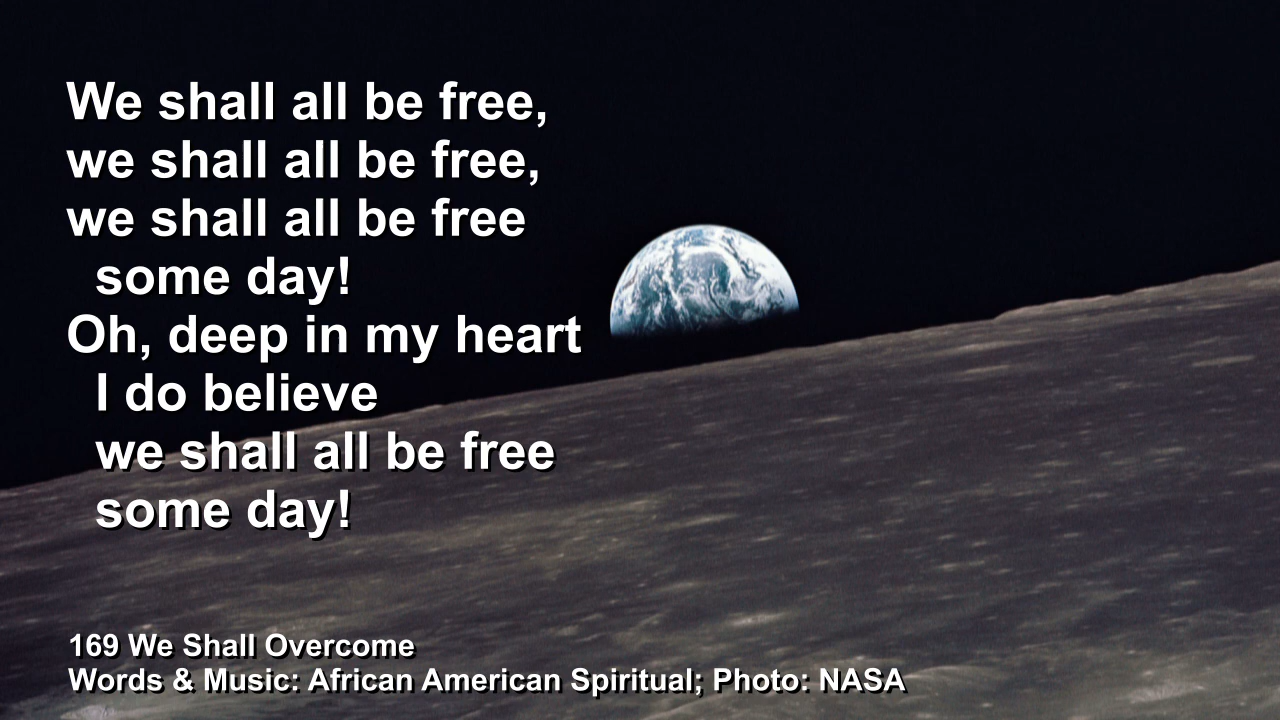 We shall all be free,
we shall all be free,
we shall all be free
some day!
Oh, deep in my heart
I do believe
we shall all be free
some day!
169 We Shall Overcome
Words & Music: African American Spiritual; Photo: NASA